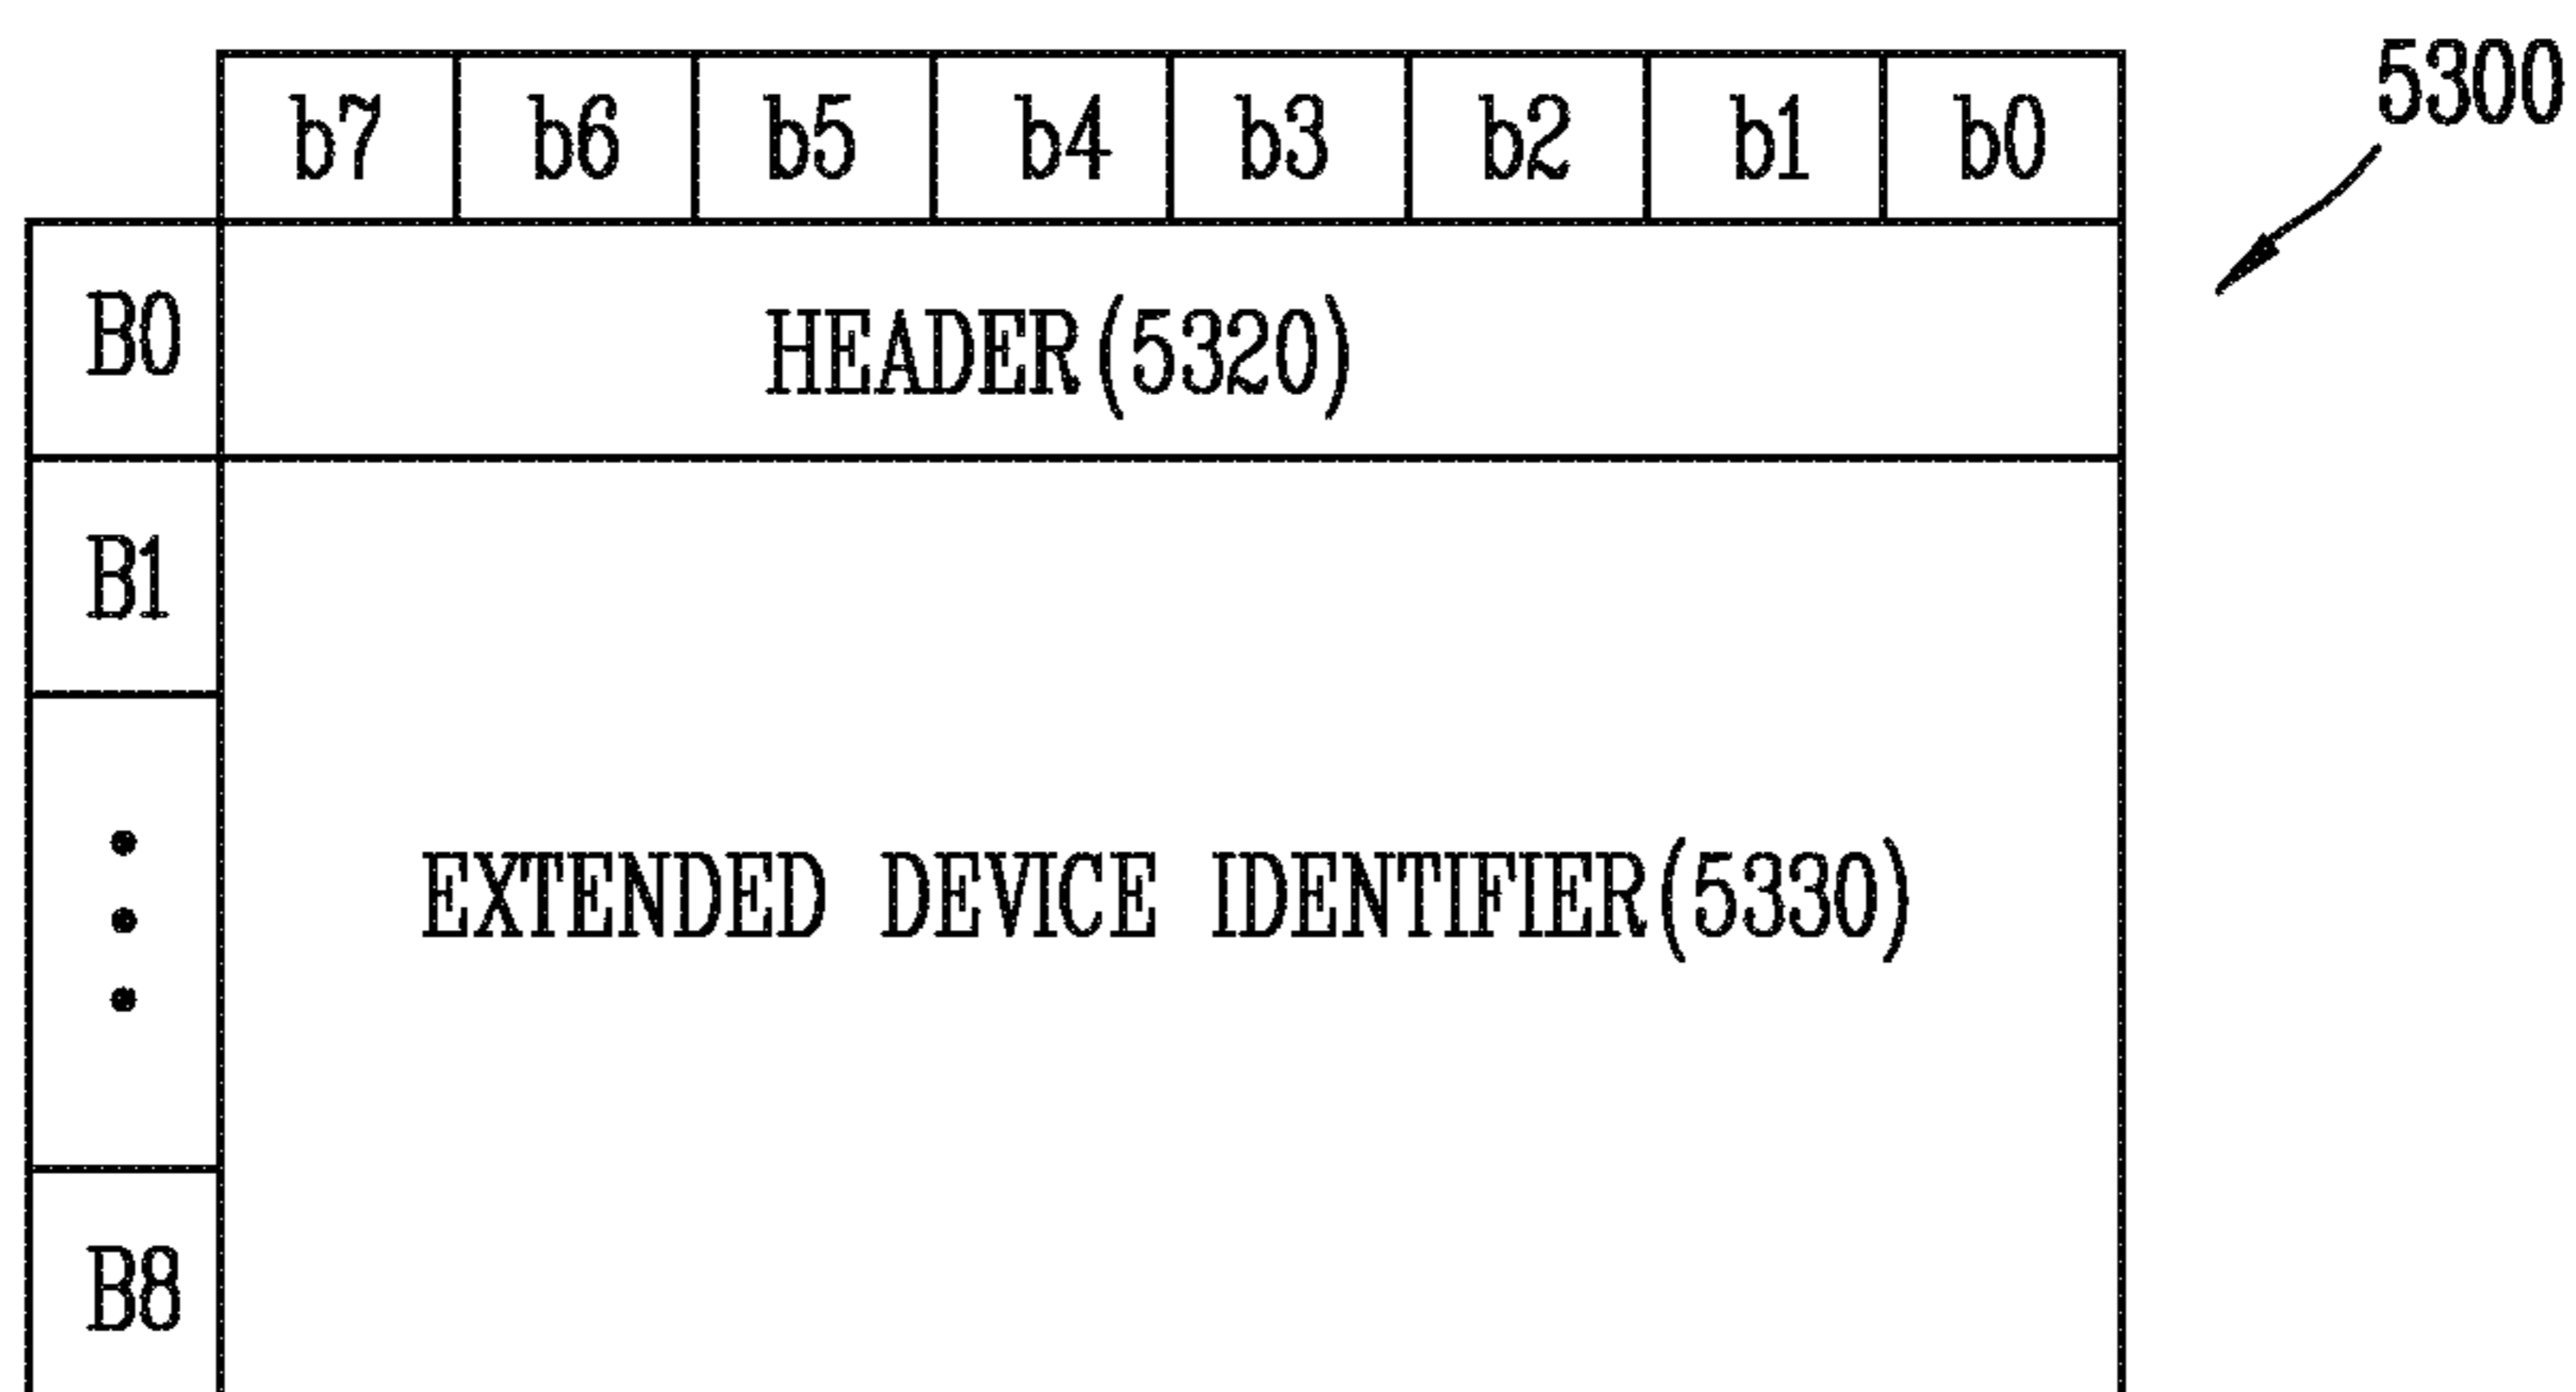 5300
b7 b6 b5 b4 b3 b2 b1 b0
B0 HEADER(5320)
B1
EXTENDED DEVICE IDENTIFIER(5330)
B8